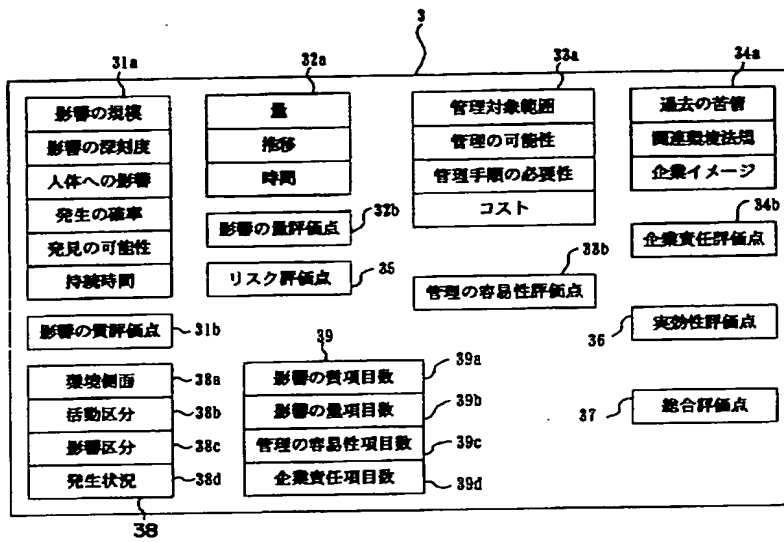 3
31a
32a
33a
34a
影響の規模
影響の深刻度
人体への影響
発生の確率
発見の可能性
持続時間
量
推移
時間
管理対象範囲
管理の可能性
管理手順の必要性
コスト
過去の苦情
関連環境法規
企業イメージ
影響の量評価点
32b
リスク評価点
35
管理の容易性評価点
33b
企業責任評価点
34b
影響の質評価点
31b
実効性評価点
36
総合評価点
37
環境側面
38a
活動区分
38b
影響区分
38c
発生状況
38d
38
39
影響の質項目数
39a
影響の量項目数
39b
管理の容易性項目数
39c
企業責任項目数
39d